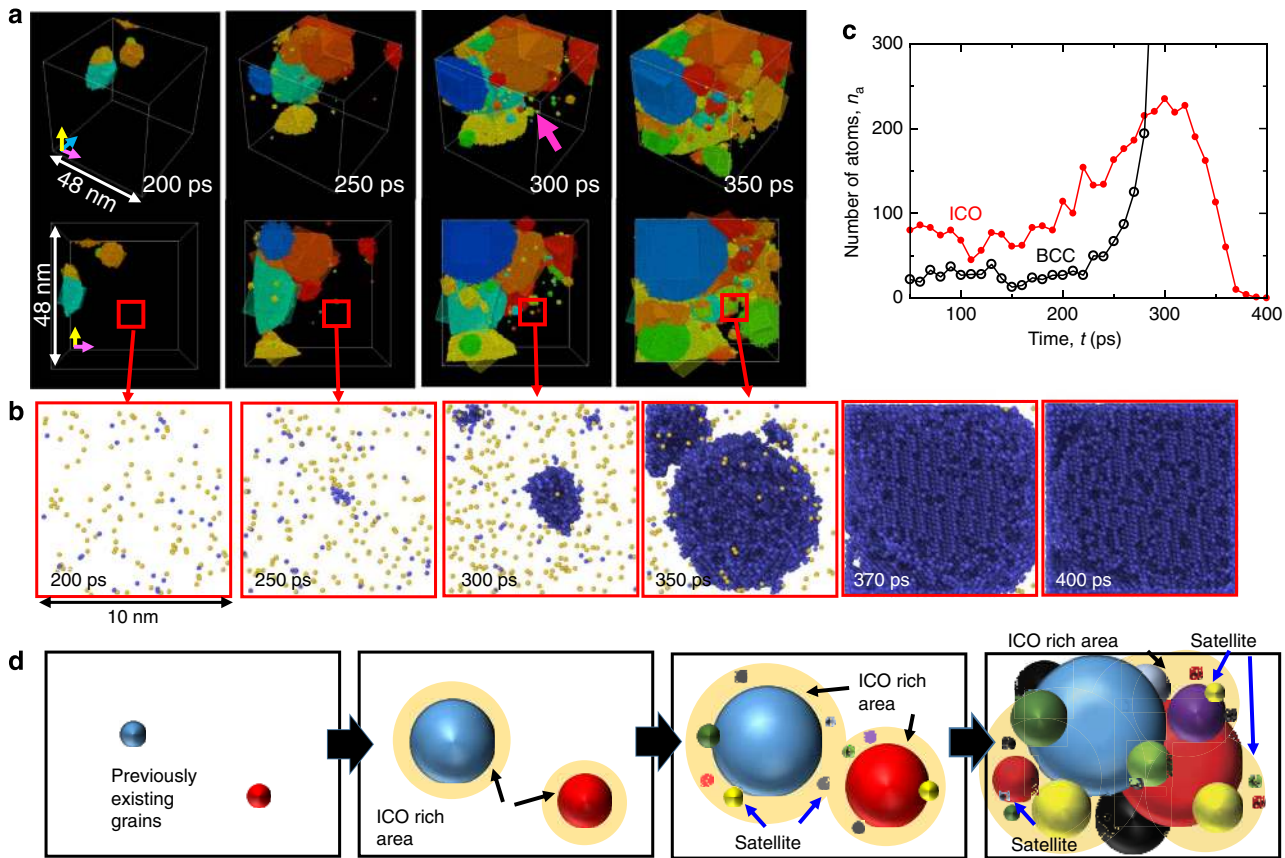 a
200 ps
250 ps
300 ps
350 ps
48 nm
48 nm
b
200 ps
250 ps
300 ps
350 ps
370 ps
400 ps
10 nm
c
300
200
100
0
Number of atoms, nₐ
ICO
BCC
100
200
300
400
Time, t (ps)
d
Previously
existing
grains
ICO rich
area
ICO rich
area
Satellite
ICO rich area
Satellite
Satellite